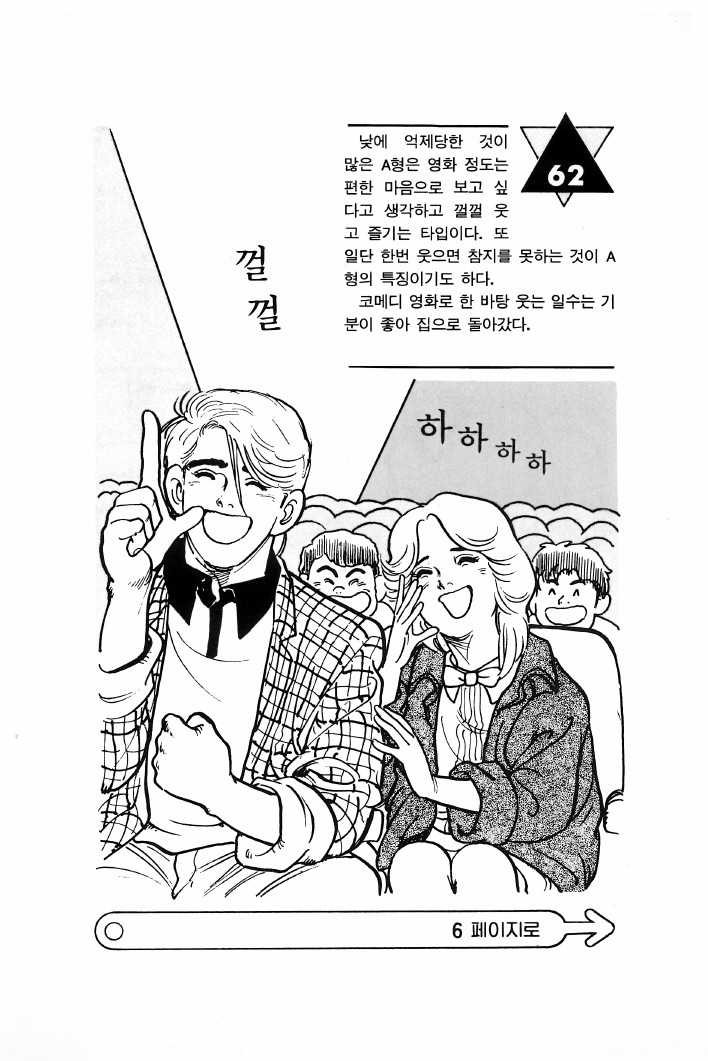 62
낮에 억제당한 것이
많은 A형은 영화 정도는
편한 마음으로 보고 싶
다고 생각하고 껄껄 웃
고 즐기는 타입이다. 또
일단 한번 웃으면 참지를 못하는 것이 A
형의 특징이기도 하다.
코메디 영화로 한 바탕 웃는 일수는 기
분이 좋아 집으로 돌아갔다.
껄
껄
하하하하
6 페이지로